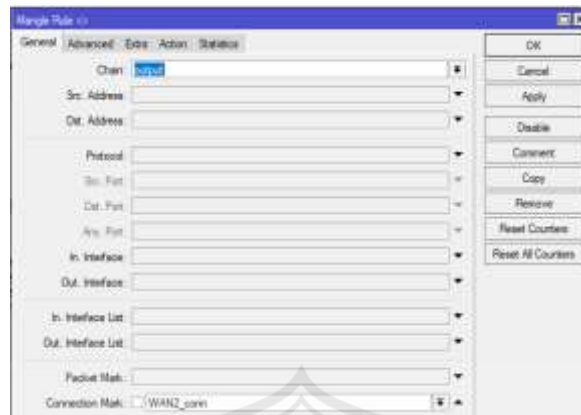 Mangle Rule <>
General Advanced Extra Action Statistics
Chain: output
Src. Address:
Dst. Address:
Protocol:
Src. Port:
Dst. Port:
Any. Port:
In. Interface:
Out. Interface:
In. Interface List:
Out. Interface List:
Packet Mark:
Connection Mark: WAN2_conn
OK
Cancel
Apply
Disable
Comment
Copy
Remove
Reset Counters
Reset All Counters